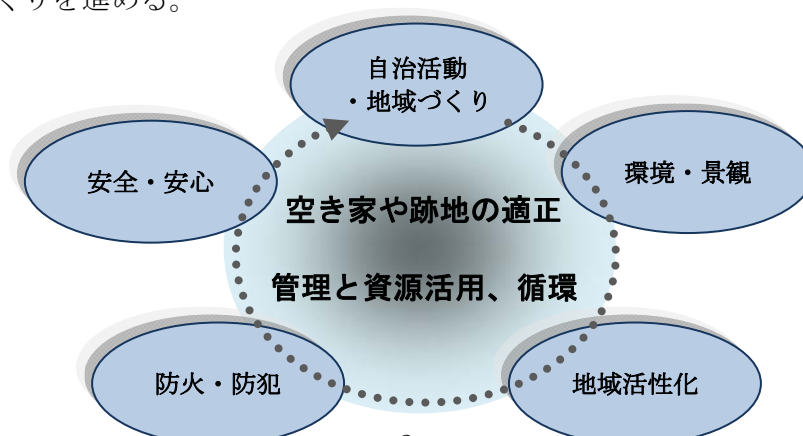 くりを進める。
自治活動
・地域づくり
安全・安心
環境・景観
空き家や跡地の適正
管理と資源活用、循環
防火・防犯
地域活性化